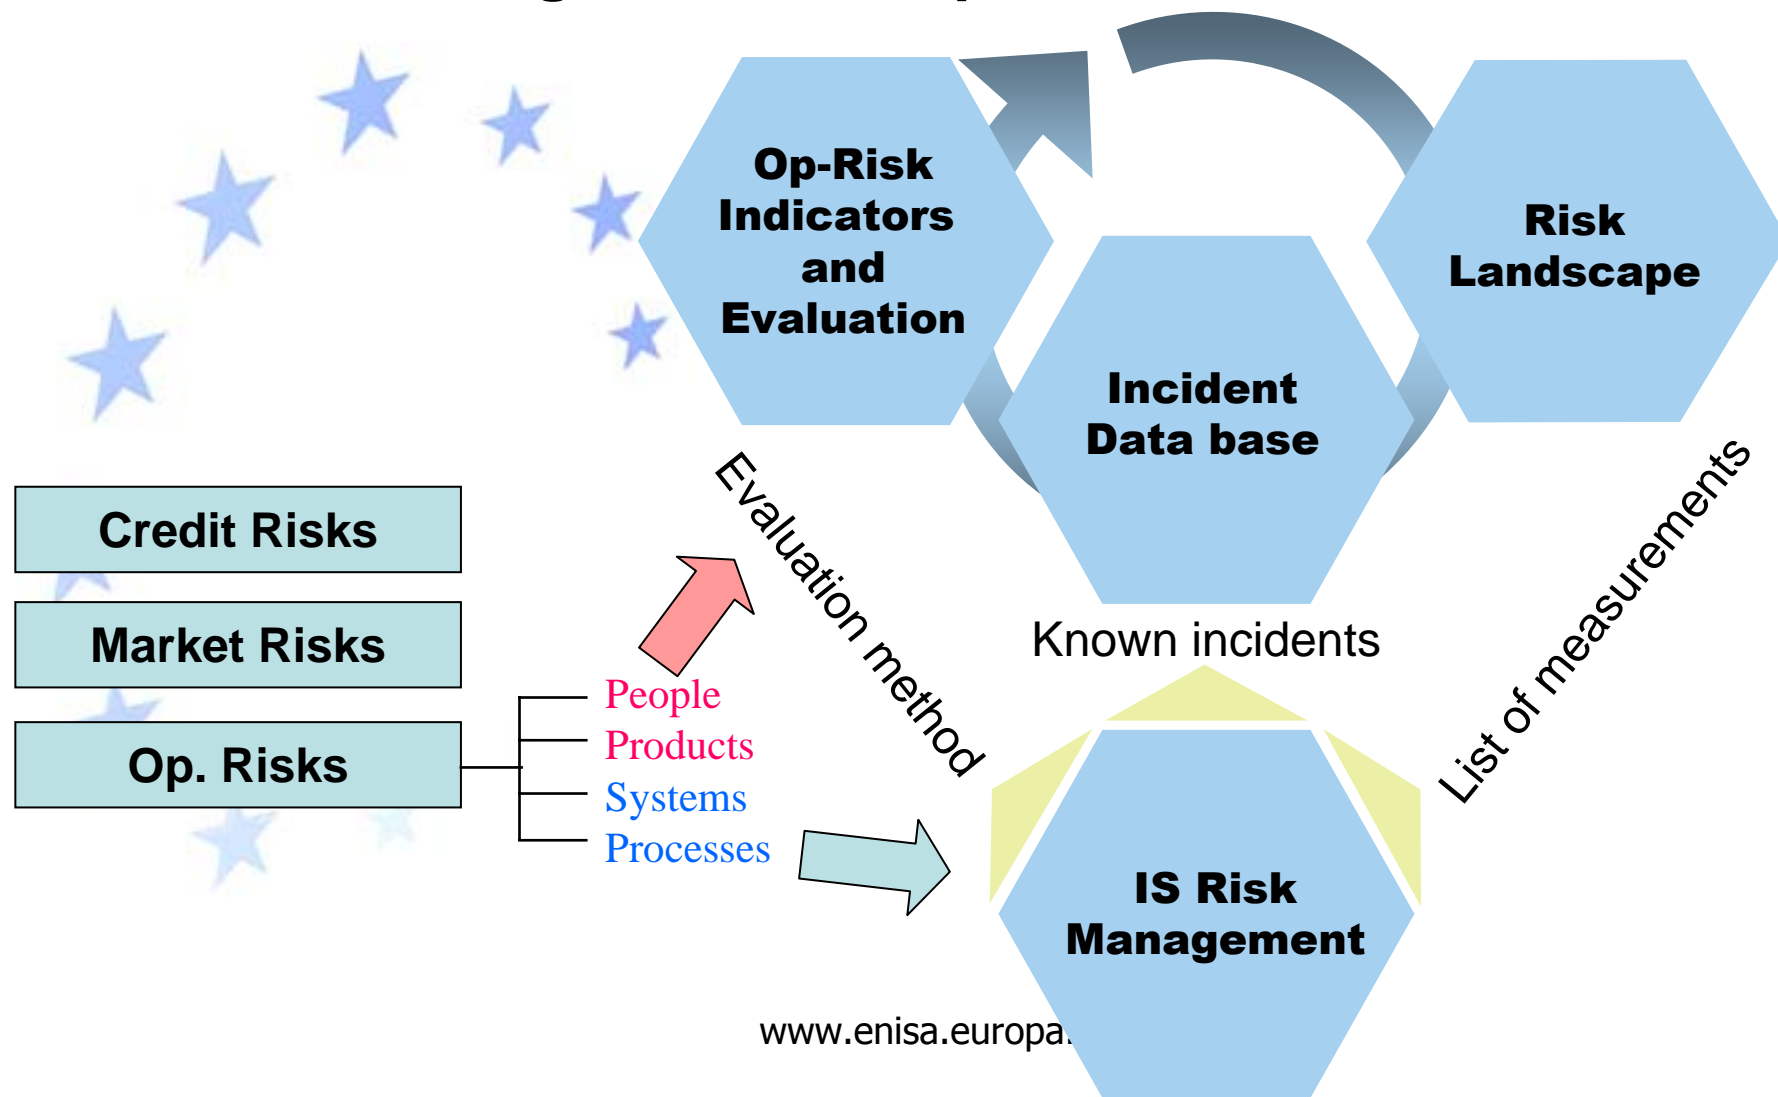 Op-Risk
Indicators
and
Evaluation
Risk
Landscape
Incident
Data base
Credit Risks
Market Risks
Op. Risks
People
Products
Systems
Processes
Evaluation method
Known incidents
List of measurements
IS Risk
Management
www.enisa.europa.